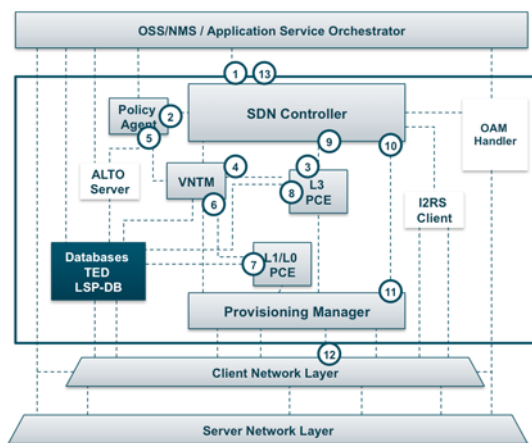 OSS/NMS / Application Service Orchestrator
1
13
Policy
Agent
2
SDN Controller
OAM
Handler
5
9
10
ALTO
Server
VNTM
4
3
8
L3
PCE
I2RS
Client
6
Databases
TED
LSP-DB
7
L1/L0
PCE
11
Provisioning Manager
12
Client Network Layer
Server Network Layer